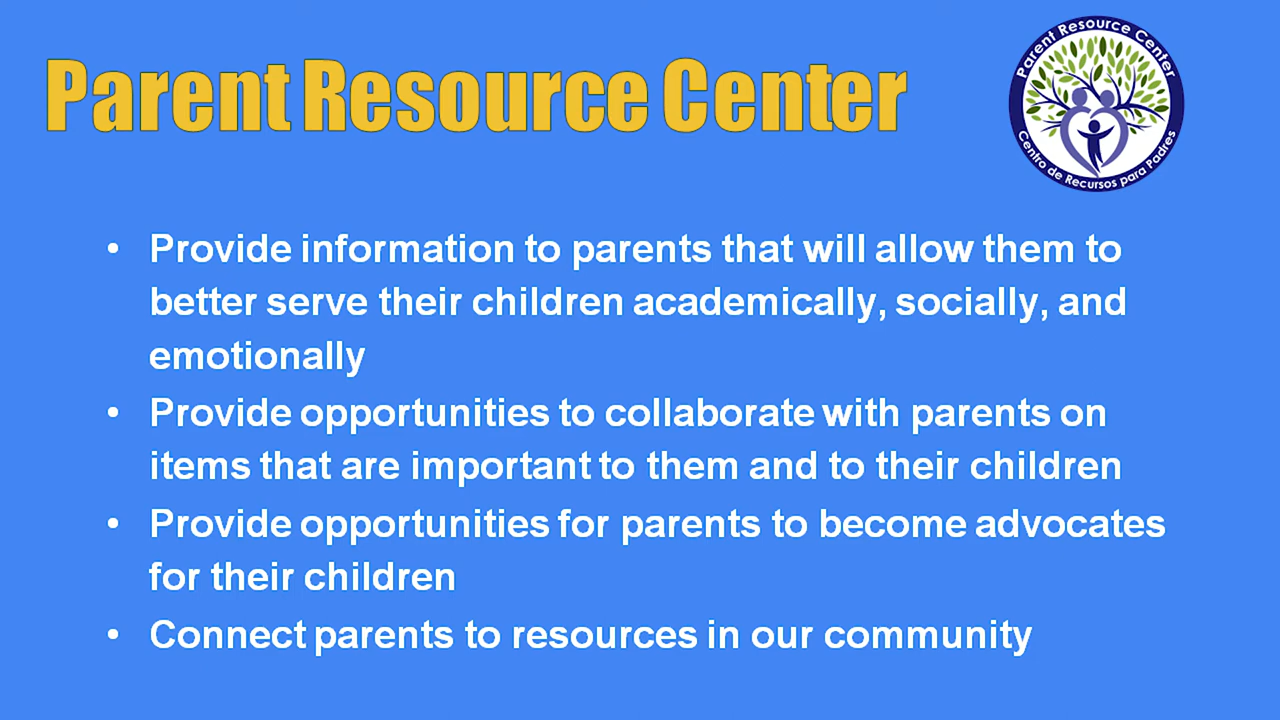 Parent Resource Center
Parent Resource Center
Centro de Recursos para Padres
• Provide information to parents that will allow them to
better serve their children academically, socially, and
emotionally
• Provide opportunities to collaborate with parents on
items that are important to them and to their children
• Provide opportunities for parents to become advocates
for their children
• Connect parents to resources in our community